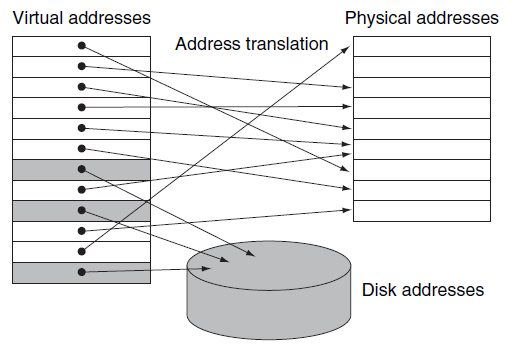 Virtual addresses
Physical addresses
Address translation
Disk addresses